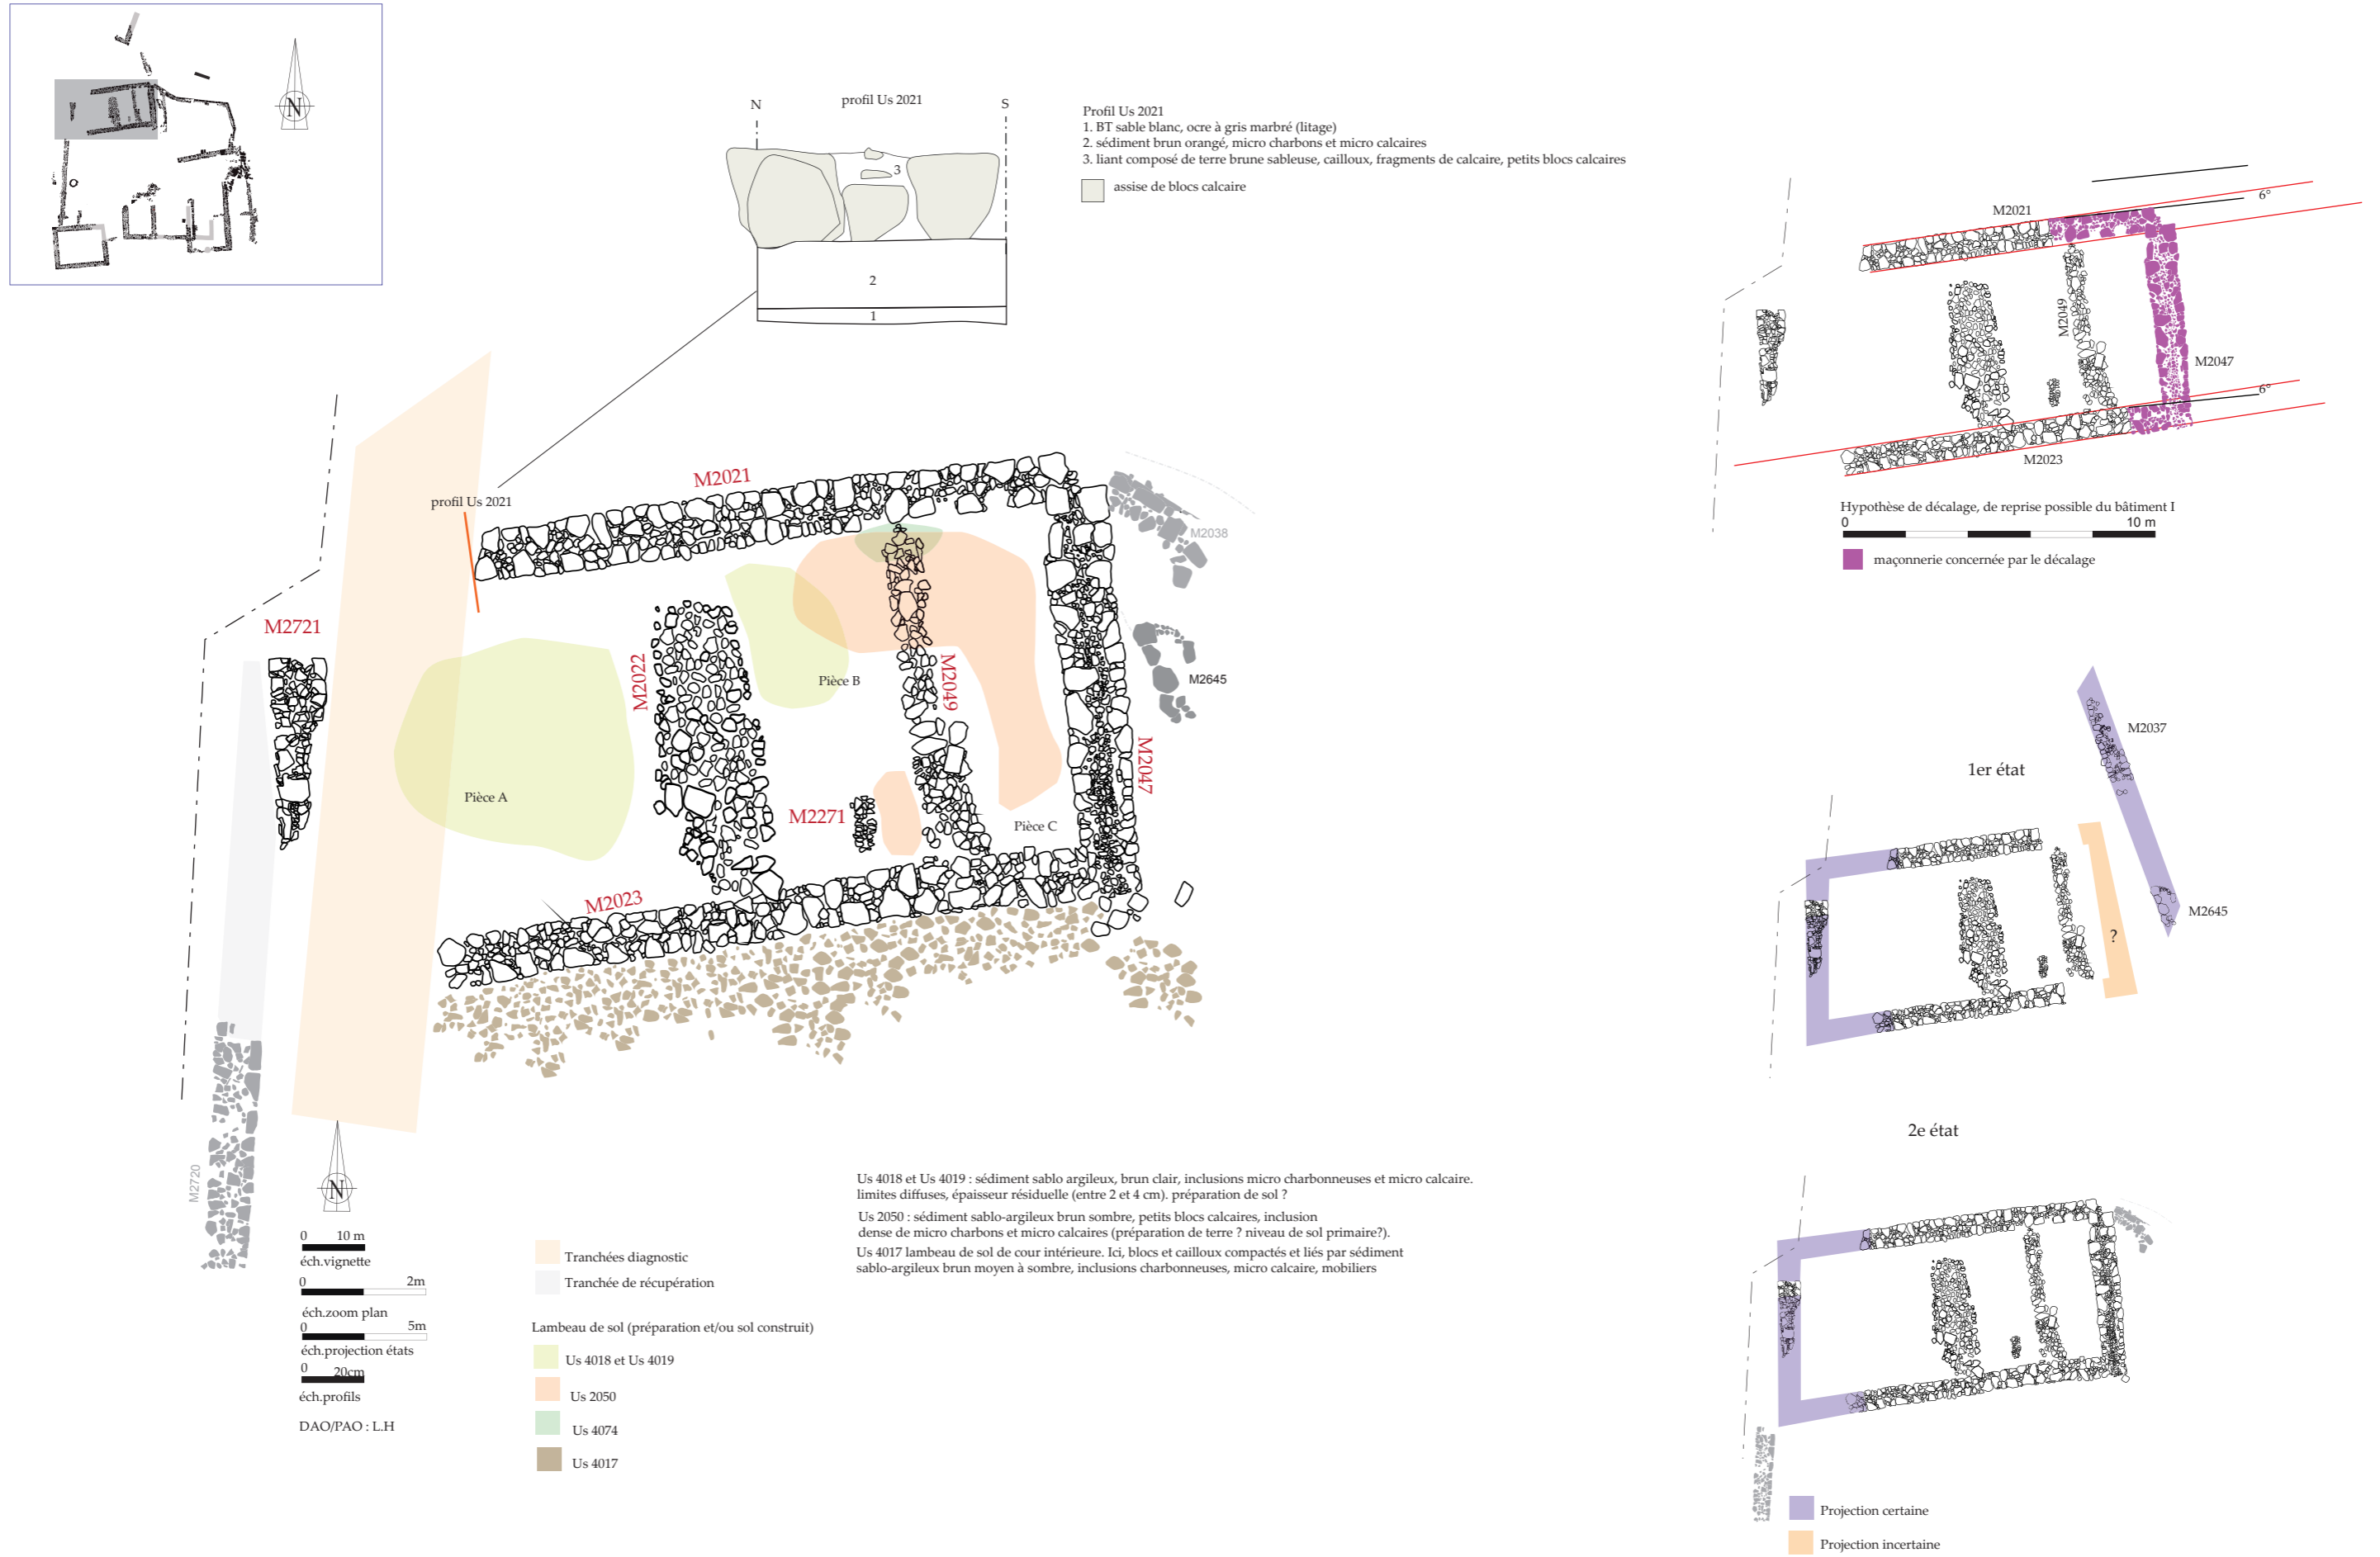 N
N
profil Us 2021
S
3
2
1
Profil Us 2021
1. BT sable blanc, ocre à gris marbré (litage)
2. sédiment brun orangé, micro charbons et micro calcaires
3. liant composé de terre brune sableuse, cailloux, fragments de calcaire, petits blocs calcaires
assise de blocs calcaire
M2021
6°
M2049
M2047
6°
M2023
Hypothèse de décalage, de reprise possible du bâtiment I
0 10 m
maçonnerie concernée par le décalage
profil Us 2021
M2021
M2038
M2721
M2022
Pièce B
M2049
M2645
M2047
Pièce A
M2271
Pièce C
M2023
M2720
N
1er état
M2037
M2645
?
2e état
Projection certaine
Projection incertaine
0 10 m
éch.vignette
0 2m
éch.zoom plan
0 5m
éch.projection états
0 20cm
éch.profils
DAO/PAO : L.H
Tranchées diagnostic
Tranchée de récupération
Lambeau de sol (préparation et/ou sol construit)
Us 4018 et Us 4019
Us 2050
Us 4074
Us 4017
Us 4018 et Us 4019 : sédiment sablo argileux, brun clair, inclusions micro charbonneuses et micro calcaire.
limites diffuses, épaisseur résiduelle (entre 2 et 4 cm). préparation de sol ?
Us 2050 : sédiment sablo-argileux brun sombre, petits blocs calcaires, inclusion
dense de micro charbons et micro calcaires (préparation de terre ? niveau de sol primaire?).
Us 4017 lambeau de sol de cour intérieure. Ici, blocs et cailloux compactés et liés par sédiment
sablo-argileux brun moyen à sombre, inclusions charbonneuses, micro calcaire, mobiliers